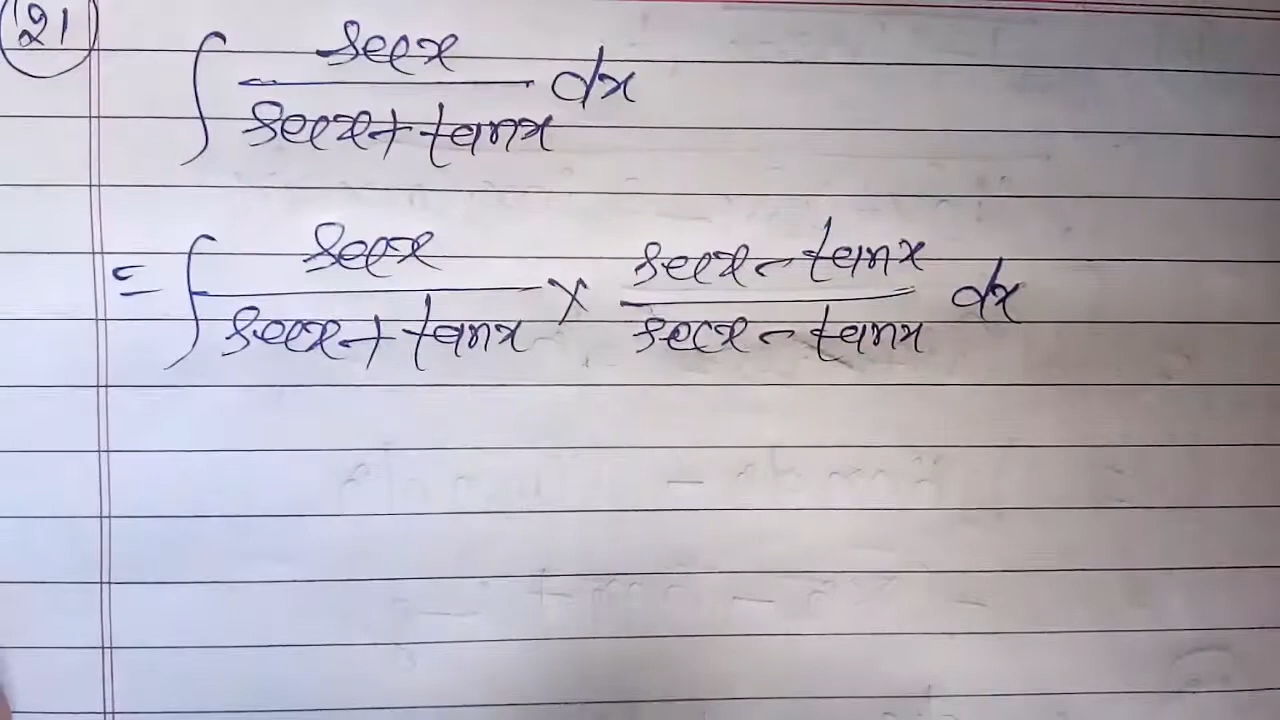 21
∫ secx / secx + tanx dx
= ∫ secx / secx + tanx × secx - tanx / secx - tanx dx